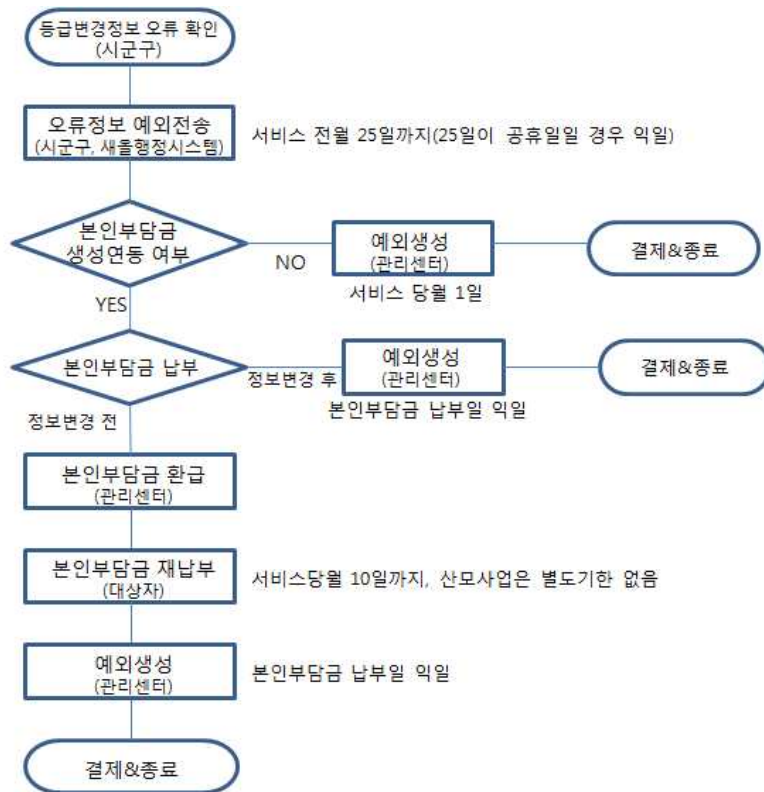 등급변경정보 오류 확인
(시군구)
오류정보 예외전송
(시군구, 새올행정시스템)
서비스 전월 25일까지(25일이 공휴일일 경우 익일)
본인부담금
생성연동 여부
NO
예외생성
(관리센터)
서비스 당월 1일
결제&종료
YES
본인부담금 납부
정보변경 후
예외생성
(관리센터)
본인부담금 납부일 익일
결제&종료
정보변경 전
본인부담금 환급
(관리센터)
본인부담금 재납부
(대상자)
서비스당월 10일까지, 산모사업은 별도기한 없음
예외생성
(관리센터)
본인부담금 납부일 익일
결제&종료